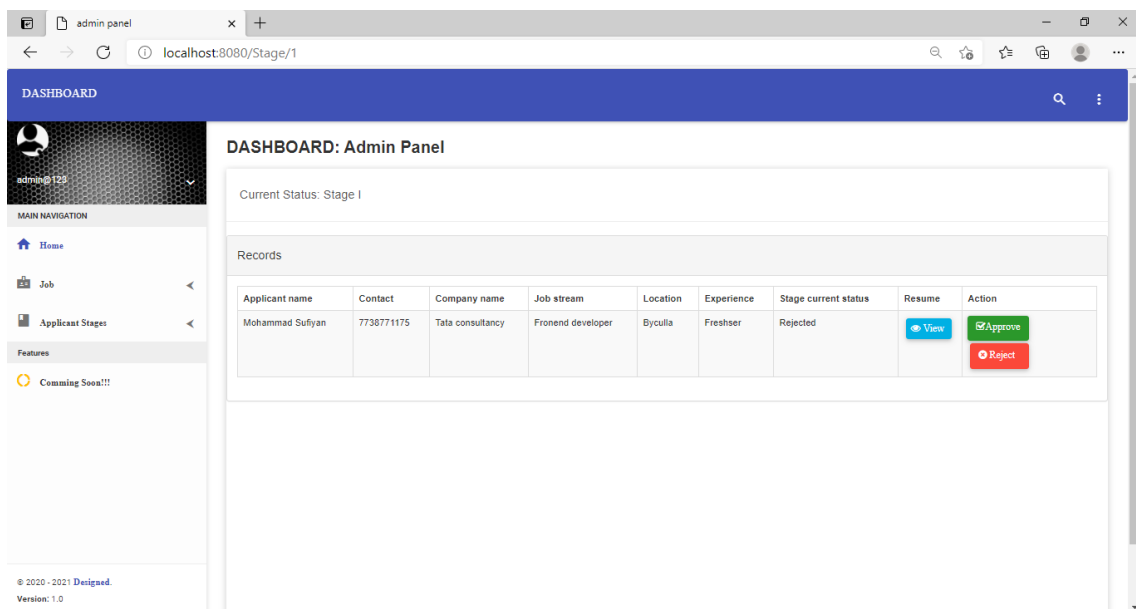 admin panel
localhost:8080/Stage/1
DASHBOARD
admin@123
MAIN NAVIGATION
Home
Job
Applicant Stages
Features
Comming Soon!!!
© 2020 - 2021 Designed.
Version: 1.0
DASHBOARD: Admin Panel
Current Status: Stage I
Records
Applicant name Contact Company name Job stream Location Experience Stage current status Resume Action
Mohammad Sufiyan 7738771175 Tata consultancy Fronend developer Byculla Freshser Rejected View Approve
Reject